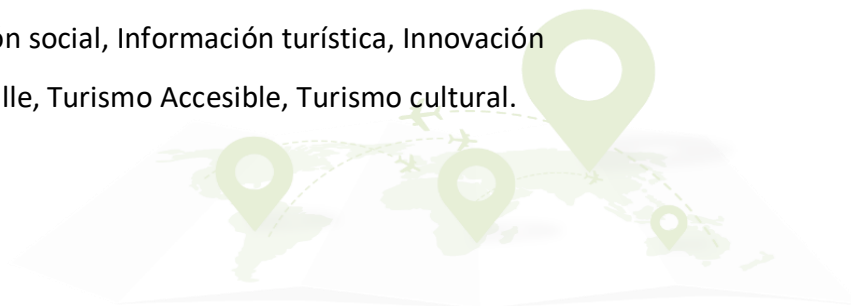 on social, Información turística, Innovación
lle, Turismo Accesible, Turismo cultural.